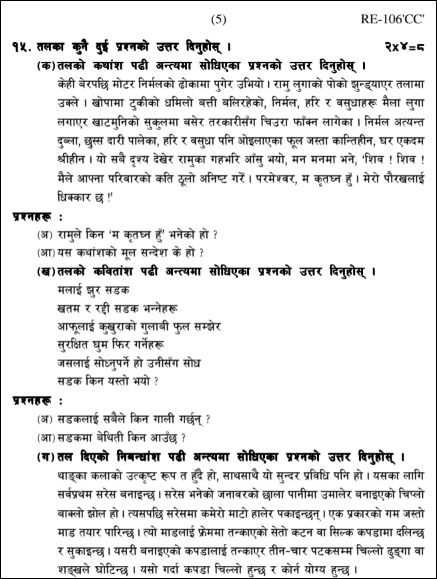 (5) RE-106'CC'
१५. तलका कुनै दुई प्रश्नको उत्तर दिनुहोस् । २x४=८
(क) तलको कथांश पढी अन्त्यमा सोधिएका प्रश्नको उत्तर दिनुहोस् ।
केही बेरपछि मोटर निर्मलको ढोकामा पुगेर उभियो । रामु लुगाको पोको झुन्ड्याएर तलामा
उक्ले । खोपामा टुकीको धमिलो बत्ती बलिरहेको, निर्मल, हरि र वसुधाहरू मैला लुगा
लगाएर खाटमुनिको सुकुलमा बसेर तरकारीसँग चिउरा फाँक्न लागेका । निर्मल अत्यन्त
दुब्ला, छुस्स दारी पालेका, हरि र वसुधा पनि ओइलाएका फूल जस्ता कान्तिहीन, घर एकदम
श्रीहीन । यो सबै दृश्य देखेर रामुका गहभरि आँसु भयो, मन मनमा भने, 'शिव ! शिव !
मैले आफ्ना परिवारको कति ठूलो अनिष्ट गरेँ । परमेश्वर, म कृतघ्न हुँ । मेरो पौरखलाई
धिक्कार छ !'
प्रश्नहरू :
(अ) रामुले किन 'म कृतघ्न हुँ' भनेको हो ?
(आ) यस कथांशको मूल सन्देश के हो ?
(ख) तलको कवितांश पढी अन्त्यमा सोधिएका प्रश्नको उत्तर दिनुहोस् ।
मलाई झुर सडक
खतम र रद्दी सडक भन्नेहरू
आफूलाई कुखुराको गुलाबी फुल सम्झेर
सुरक्षित घुम फिर गर्नेहरू
जसलाई सोध्नुपर्ने हो उनीसँग सोध
सडक किन यस्तो भयो ?
प्रश्नहरू :
(अ) सडकलाई सबैले किन गाली गर्छन् ?
(आ) सडकमा बेथिती किन आउँछ ?
(ग) तल दिएको निबन्धांश पढी अन्त्यमा सोधिएका प्रश्नको उत्तर दिनुहोस् ।
थाङ्का कलाको उत्कृष्ट रूप त हुँदै हो, साथसाथै यो सुन्दर प्रविधि पनि हो । यसका लागि
सर्वप्रथम सरेस बनाइन्छ । सरेस भनेको जनावरको छाला पानीमा उमालेर बनाइएको चिप्लो
बाक्लो झोल हो । त्यसपछि सरेसमा कमेरो माटो हालेर पकाइन्छन् । एक प्रकारको गम जस्तो
माड तयार पारिन्छ । त्यो माडलाई फ्रेममा तन्काएको सेतो कटन वा सिल्क कपडामा दलिन्छ
र सुकाइन्छ । यसरी बनाइएको कपडालाई तन्काएर तीन-चार पटकसम्म चिल्लो ढुङ्गा वा
शङ्खले घोटिन्छ । यसो गर्दा कपडा चिल्लो हुन्छ र कोर्न योग्य हुन्छ ।